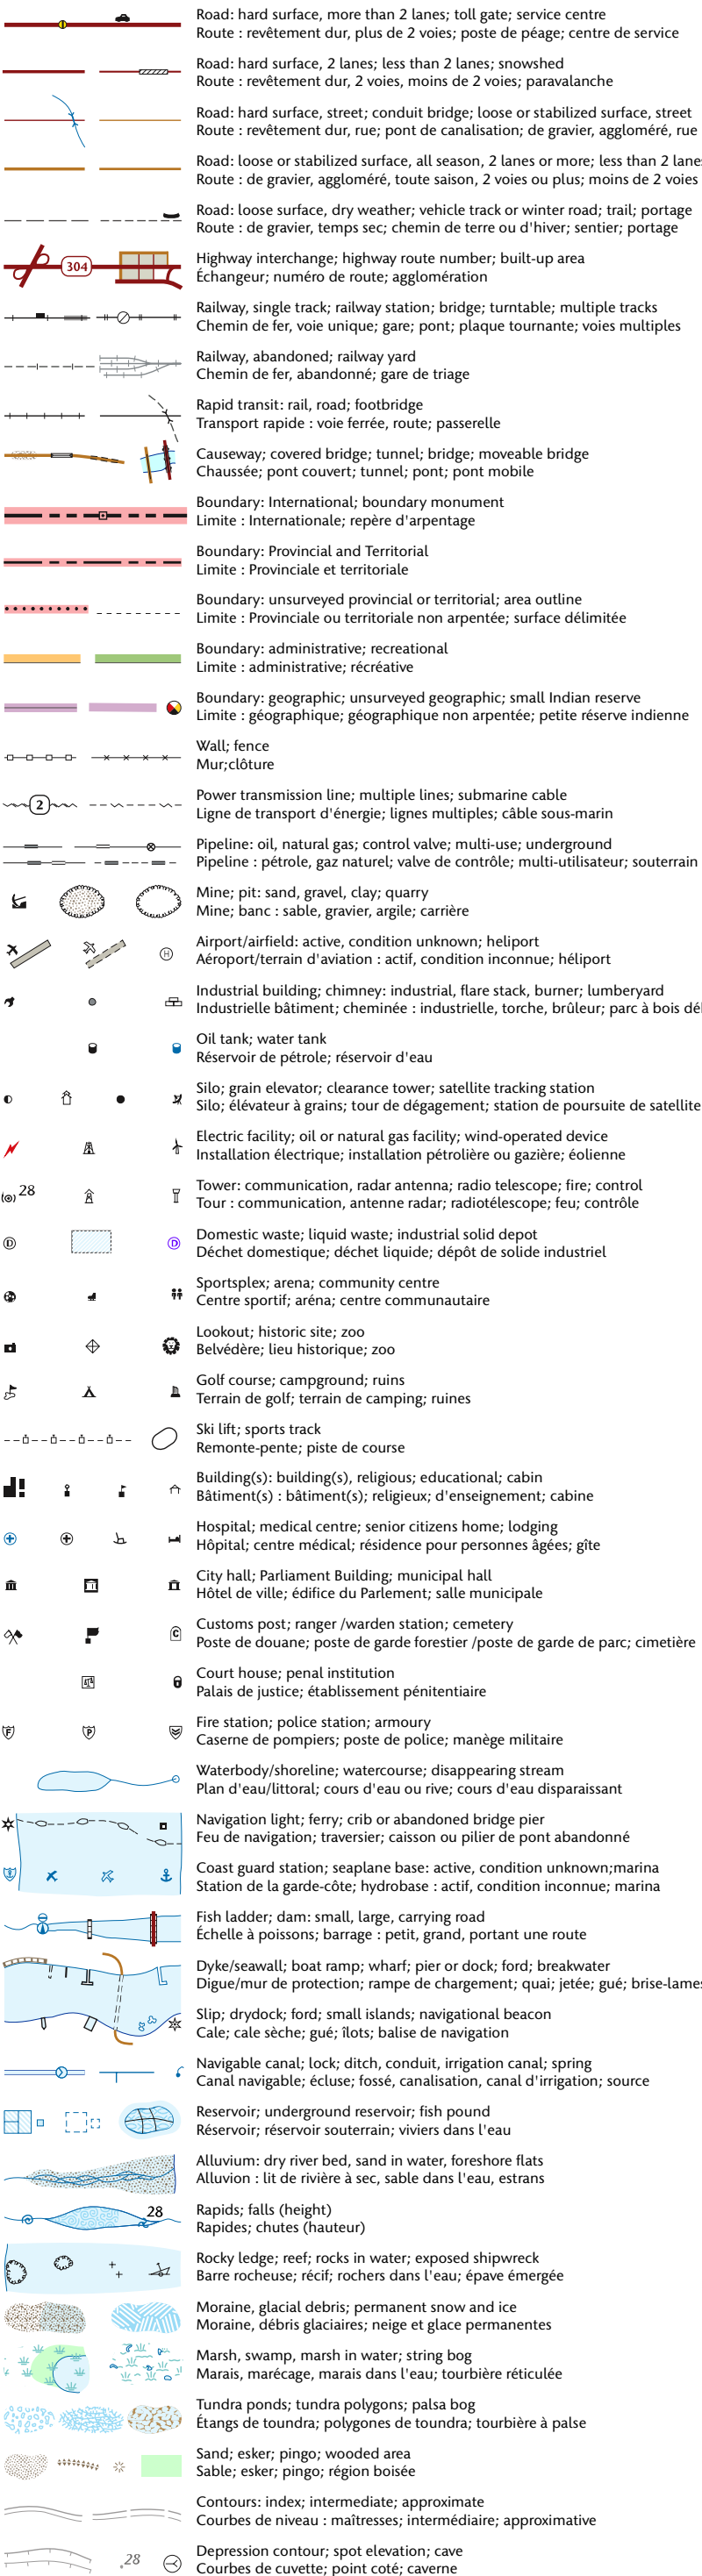 Road: hard surface, more than 2 lanes; toll gate; service centre
Route : revêtement dur, plus de 2 voies; poste de péage; centre de service
Road: hard surface, 2 lanes; less than 2 lanes; snowshed
Route : revêtement dur, 2 voies, moins de 2 voies; paravalanche
Road: hard surface, street; conduit bridge; loose or stabilized surface, street
Route : revêtement dur, rue; pont de canalisation; de gravier, aggloméré, rue
Road: loose or stabilized surface, all season, 2 lanes or more; less than 2 lane
Route : de gravier, aggloméré, toute saison, 2 voies ou plus; moins de 2 voies
Road: loose surface, dry weather; vehicle track or winter road; trail; portage
Route : de gravier, temps sec; chemin de terre ou d'hiver; sentier; portage
304
Highway interchange; highway route number; built-up area
Échangeur; numéro de route; agglomération
Railway, single track; railway station; bridge; turntable; multiple tracks
Chemin de fer, voie unique; gare; pont; plaque tournante; voies multiples
Railway, abandoned; railway yard
Chemin de fer, abandonné; gare de triage
Rapid transit: rail, road; footbridge
Transport rapide : voie ferrée, route; passerelle
Causeway; covered bridge; tunnel; bridge; moveable bridge
Chaussée; pont couvert; tunnel; pont; pont mobile
Boundary: International; boundary monument
Limite : Internationale; repère d'arpentage
Boundary: Provincial and Territorial
Limite : Provinciale et territoriale
Boundary: unsurveyed provincial or territorial; area outline
Limite : Provinciale ou territoriale non arpentée; surface délimitée
Boundary: administrative; recreational
Limite : administrative; récréative
Boundary: geographic; unsurveyed geographic; small Indian reserve
Limite : géographique; géographique non arpentée; petite réserve indienne
Wall; fence
Mur;clôture
2
Power transmission line; multiple lines; submarine cable
Ligne de transport d'énergie; lignes multiples; câble sous-marin
Pipeline: oil, natural gas; control valve; multi-use; underground
Pipeline : pétrole, gaz naturel; valve de contrôle; multi-utilisateur; souterrain
Mine; pit: sand, gravel, clay; quarry
Mine; banc : sable, gravier, argile; carrière
H
Airport/airfield: active, condition unknown; heliport
Aéroport/terrain d'aviation : actif, condition inconnue; héliport
Industrial building; chimney: industrial, flare stack, burner; lumberyard
Industrielle bâtiment; cheminée : industrielle, torche, brûleur; parc à bois dé
Oil tank; water tank
Réservoir de pétrole; réservoir d'eau
Silo; grain elevator; clearance tower; satellite tracking station
Silo; élévateur à grains; tour de dégagement; station de poursuite de satellite
Electric facility; oil or natural gas facility; wind-operated device
Installation électrique; installation pétrolière ou gazière; éolienne
28
Tower: communication, radar antenna; radio telescope; fire; control
Tour : communication, antenne radar; radiotélescope; feu; contrôle
D
D
Domestic waste; liquid waste; industrial solid depot
Déchet domestique; déchet liquide; dépôt de solide industriel
Sportsplex; arena; community centre
Centre sportif; aréna; centre communautaire
Lookout; historic site; zoo
Belvédère; lieu historique; zoo
Golf course; campground; ruins
Terrain de golf; terrain de camping; ruines
Ski lift; sports track
Remonte-pente; piste de course
Building(s): building(s), religious; educational; cabin
Bâtiment(s) : bâtiment(s); religieux; d'enseignement; cabine
Hospital; medical centre; senior citizens home; lodging
Hôpital; centre médical; résidence pour personnes âgées; gîte
City hall; Parliament Building; municipal hall
Hôtel de ville; édifice du Parlement; salle municipale
C
Customs post; ranger /warden station; cemetery
Poste de douane; poste de garde forestier /poste de garde de parc; cimetière
Court house; penal institution
Palais de justice; établissement pénitentiaire
F
P
Fire station; police station; armoury
Caserne de pompiers; poste de police; manège militaire
Waterbody/shoreline; watercourse; disappearing stream
Plan d'eau/littoral; cours d'eau ou rive; cours d'eau disparaissant
Navigation light; ferry; crib or abandoned bridge pier
Feu de navigation; traversier; caisson ou pilier de pont abandonné
Coast guard station; seaplane base: active, condition unknown;marina
Station de la garde-côte; hydrobase : actif, condition inconnue; marina
Fish ladder; dam: small, large, carrying road
Échelle à poissons; barrage : petit, grand, portant une route
Dyke/seawall; boat ramp; wharf; pier or dock; ford; breakwater
Digue/mur de protection; rampe de chargement; quai; jetée; gué; brise-lames
Slip; drydock; ford; small islands; navigational beacon
Cale; cale sèche; gué; îlots; balise de navigation
Navigable canal; lock; ditch, conduit, irrigation canal; spring
Canal navigable; écluse; fossé, canalisation, canal d'irrigation; source
Reservoir; underground reservoir; fish pound
Réservoir; réservoir souterrain; viviers dans l'eau
Alluvium: dry river bed, sand in water, foreshore flats
Alluvion : lit de rivière à sec, sable dans l'eau, estrans
28
Rapids; falls (height)
Rapides; chutes (hauteur)
Rocky ledge; reef; rocks in water; exposed shipwreck
Barre rocheuse; récif; rochers dans l'eau; épave émergée
Moraine, glacial debris; permanent snow and ice
Moraine, débris glaciaires; neige et glace permanentes
Marsh, swamp, marsh in water; string bog
Marais, marécage, marais dans l'eau; tourbière réticulée
Tundra ponds; tundra polygons; palsa bog
Étangs de toundra; polygones de toundra; tourbière à palse
Sand; esker; pingo; wooded area
Sable; esker; pingo; région boisée
Contours: index; intermediate; approximate
Courbes de niveau : maîtresses; intermédiaire; approximative
.28
Depression contour; spot elevation; cave
Courbes de cuvette; point coté; caverne